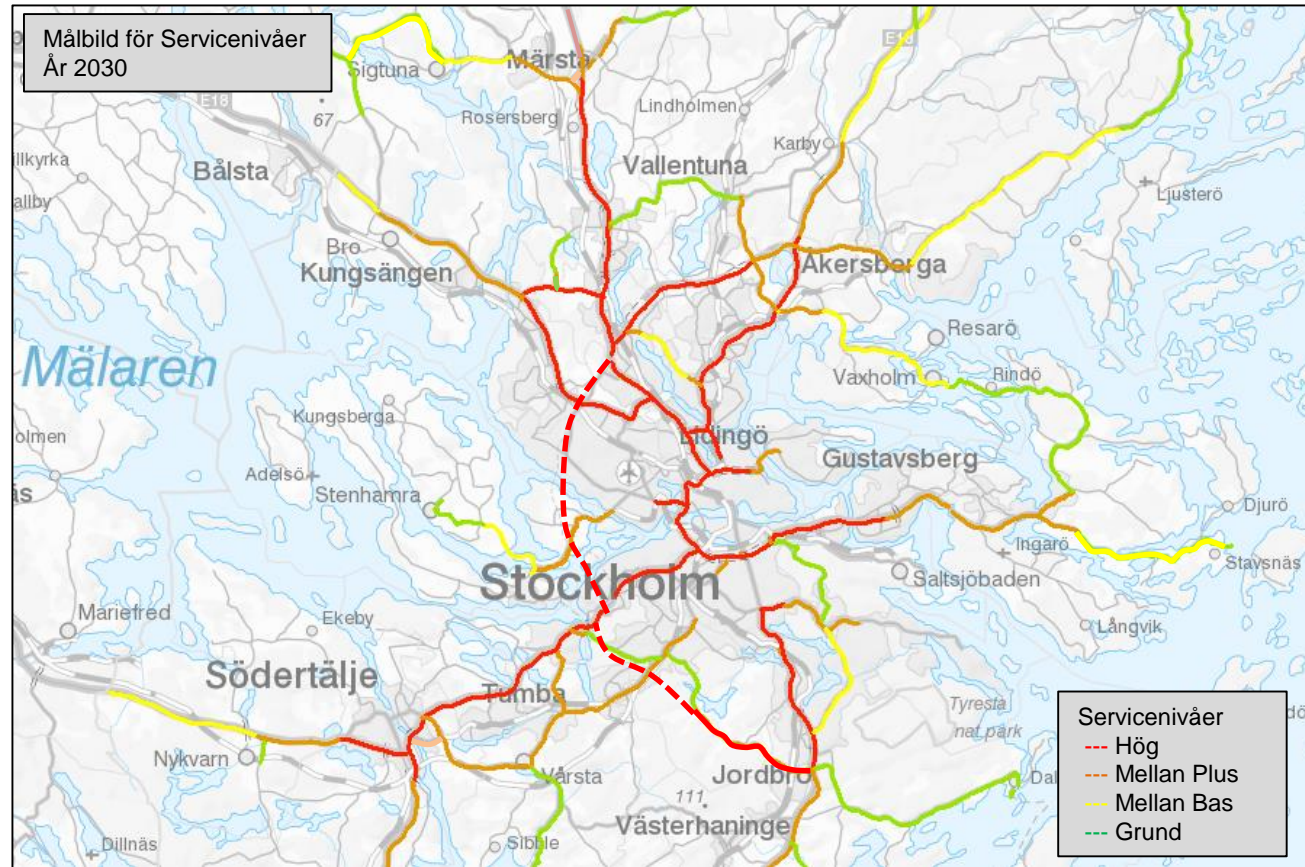 Målbild för Servicenivåer
År 2030
Märsta
E18
Sigtuna
Lindholmen
E18
67
Rosersberg
Karby
Vallentuna
Bålsta
Ljusterö
Bro
Kungsängen
Åkersberga
Resarö
Mälaren
Vaxholm
Rindö
Kungsberga
Lidingö
Adelsö
Gustavsberg
Stenhamra
Djurö
Ingarö
Stavsnäs
Stockholm
Saltsjöbaden
Mariefred
Ekeby
Långvik
Södertälje
Tumba
Tyresta
nat.park
Nykvarn
Vårsta
Jordbro
111
Västerhaninge
Sibble
Dillnäs
Servicenivåer
Hög
Mellan Plus
Mellan Bas
Grund